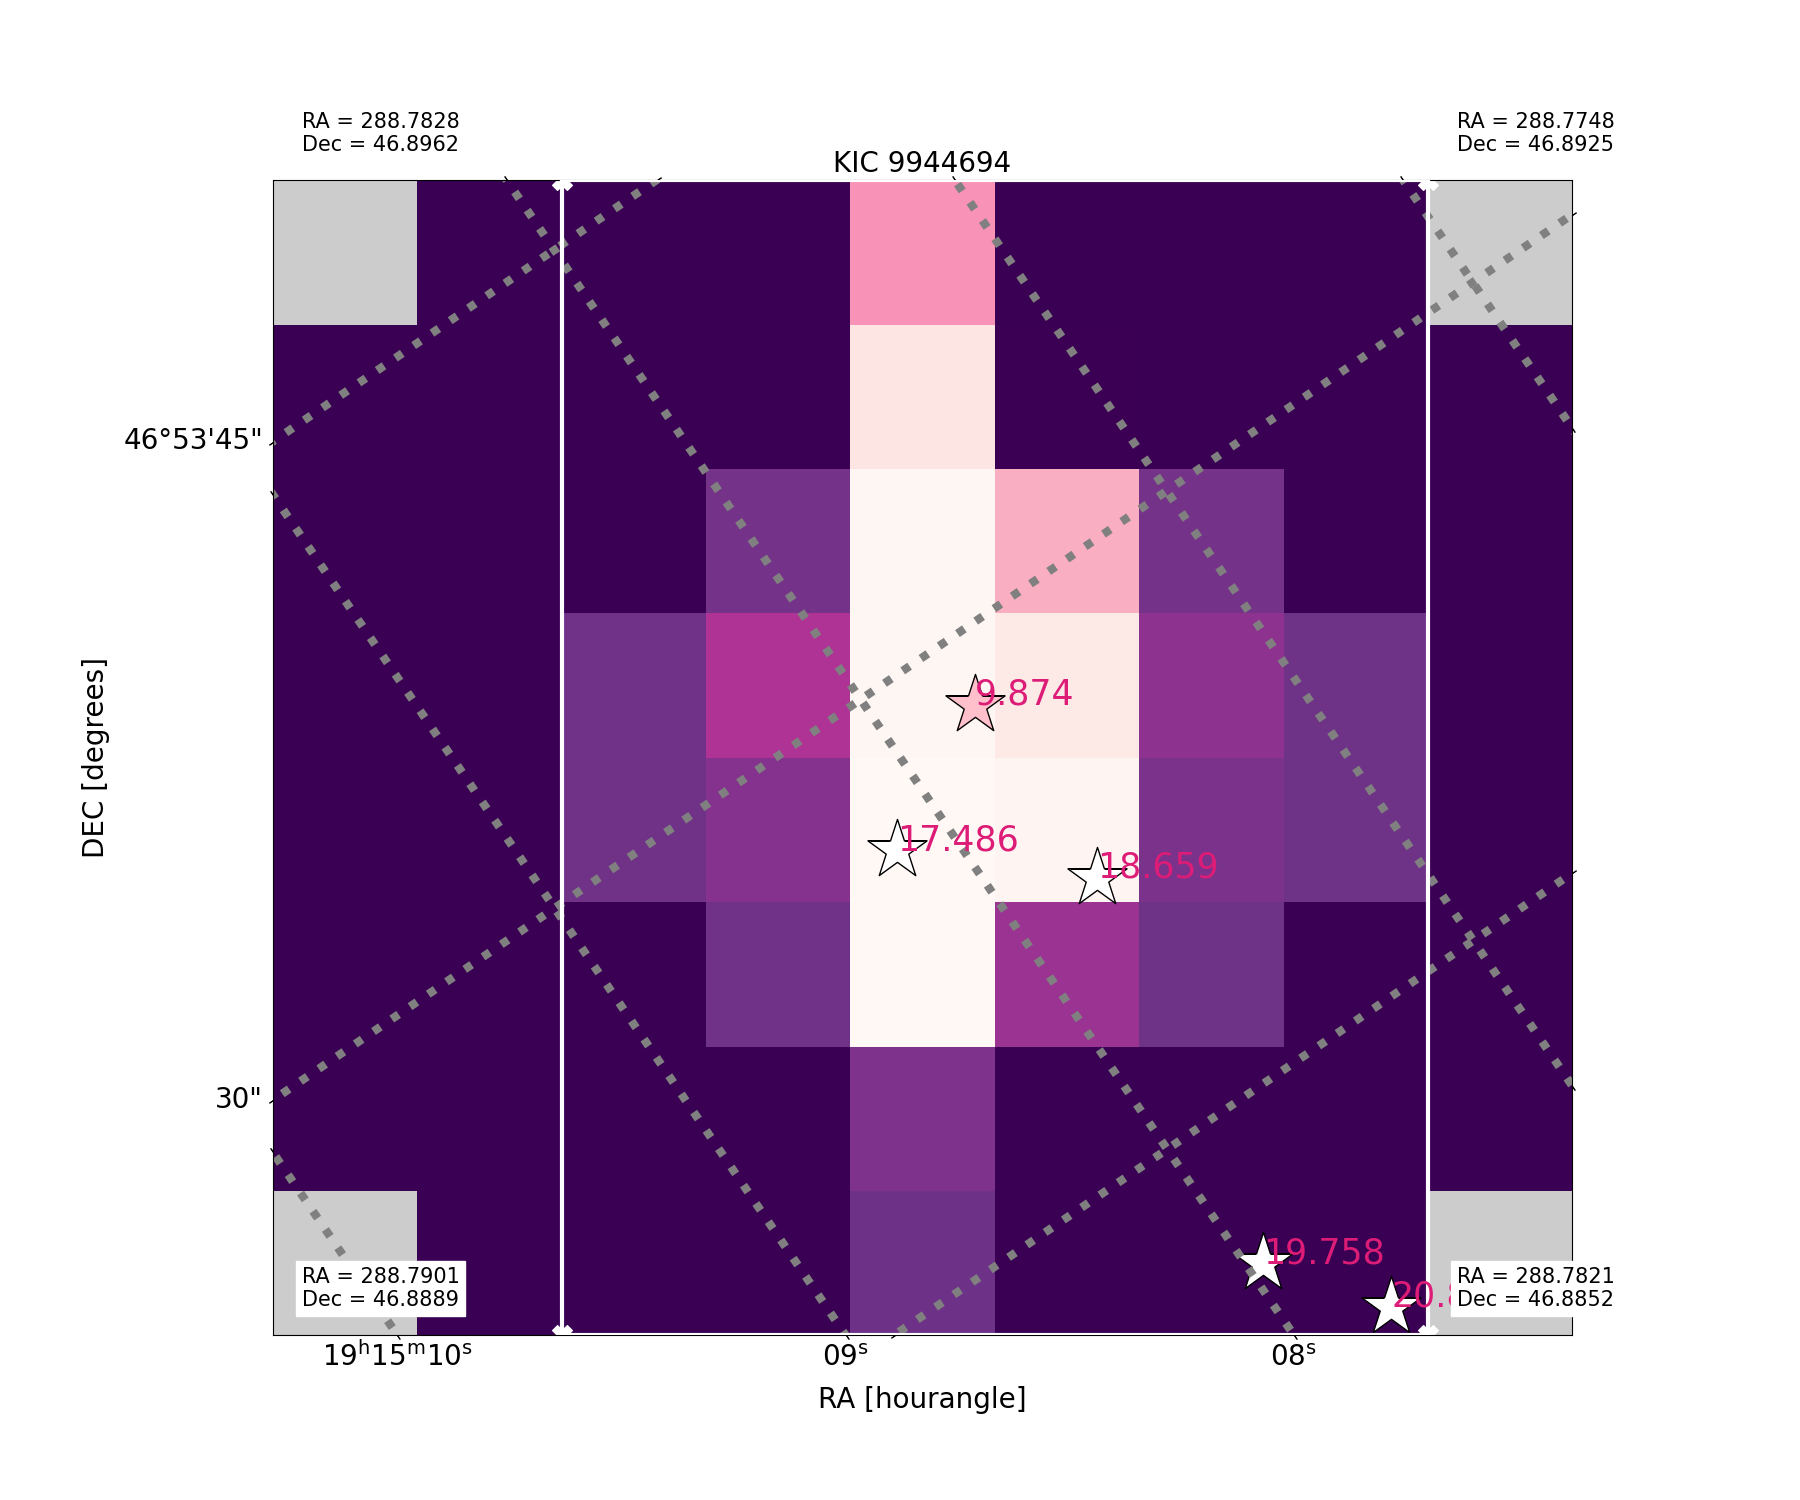 RA = 288.7828
Dec = 46.8962
RA = 288.7748
Dec = 46.8925
KIC 9944694
46°53'45"
DEC [degrees]
9.874
17.486
18.659
30"
19.758
20.
RA = 288.7901
Dec = 46.8889
RA = 288.7821
Dec = 46.8852
19ʰ15ᵐ10ˢ
09ˢ
08ˢ
RA [hourangle]